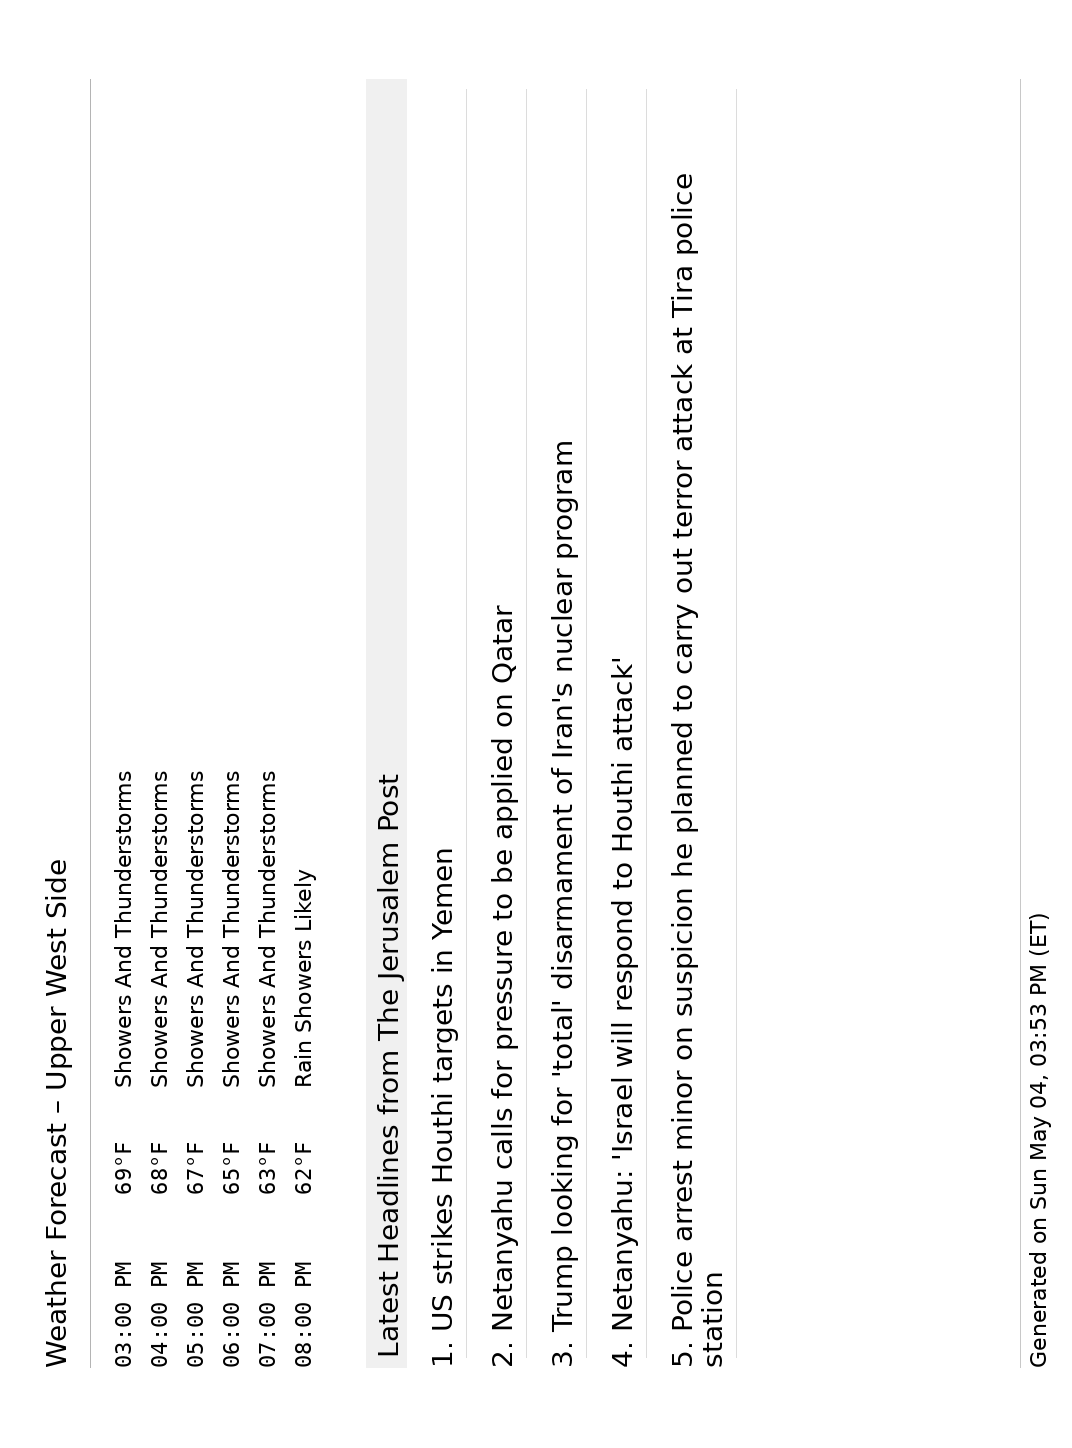 Weather Forecast – Upper West Side
03:00 PM 69°F Showers And Thunderstorms
04:00 PM 68°F Showers And Thunderstorms
05:00 PM 67°F Showers And Thunderstorms
06:00 PM 65°F Showers And Thunderstorms
07:00 PM 63°F Showers And Thunderstorms
08:00 PM 62°F Rain Showers Likely
Latest Headlines from The Jerusalem Post
1. US strikes Houthi targets in Yemen
2. Netanyahu calls for pressure to be applied on Qatar
3. Trump looking for 'total' disarmament of Iran's nuclear program
4. Netanyahu: 'Israel will respond to Houthi attack'
5. Police arrest minor on suspicion he planned to carry out terror attack at Tira police
station
Generated on Sun May 04, 03:53 PM (ET)